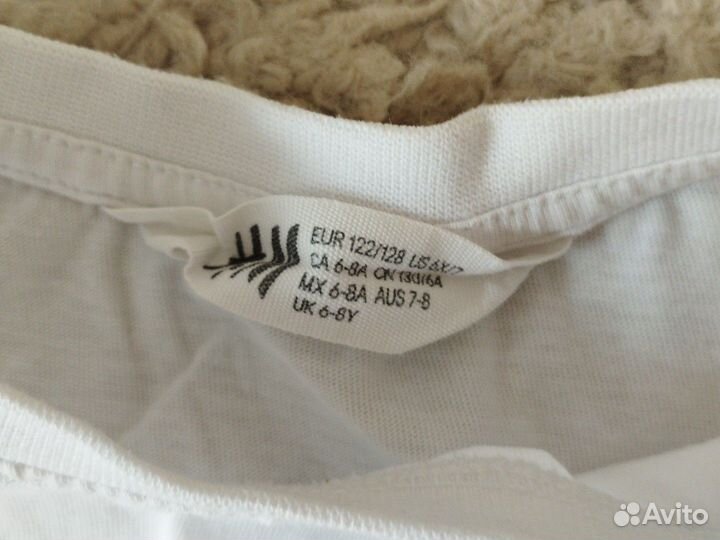 EUR 122/128 US 6X/7
CA 6-8A CN 130/64
MX 6-8A AUS 7-8
UK 6-8Y
Avito